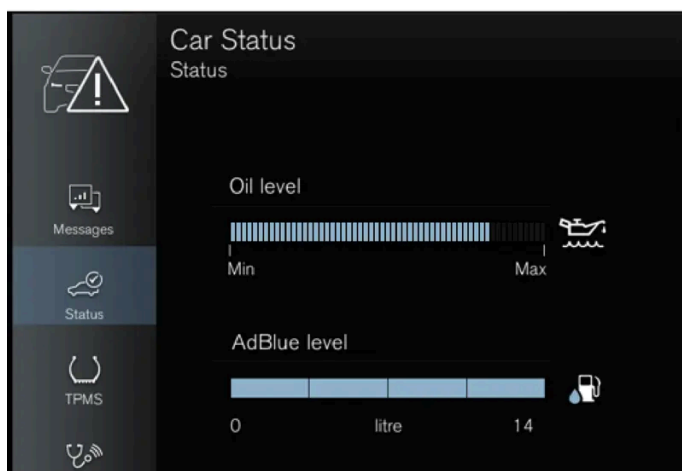 Car Status
Status
Messages
Status
TPMS
Oil level
Min Max
AdBlue level
0 litre 14